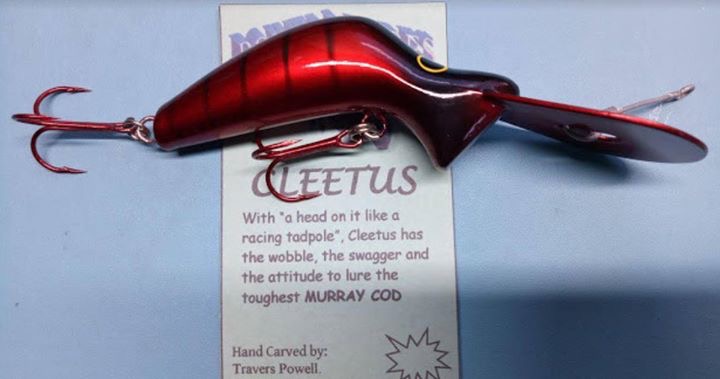 CLEETUS
With "a head on it like a
racing tadpole", Cleetus has
the wobble, the swagger and
the attitude to lure the
toughest MURRAY COD
Hand Carved by:
Travers Powell.